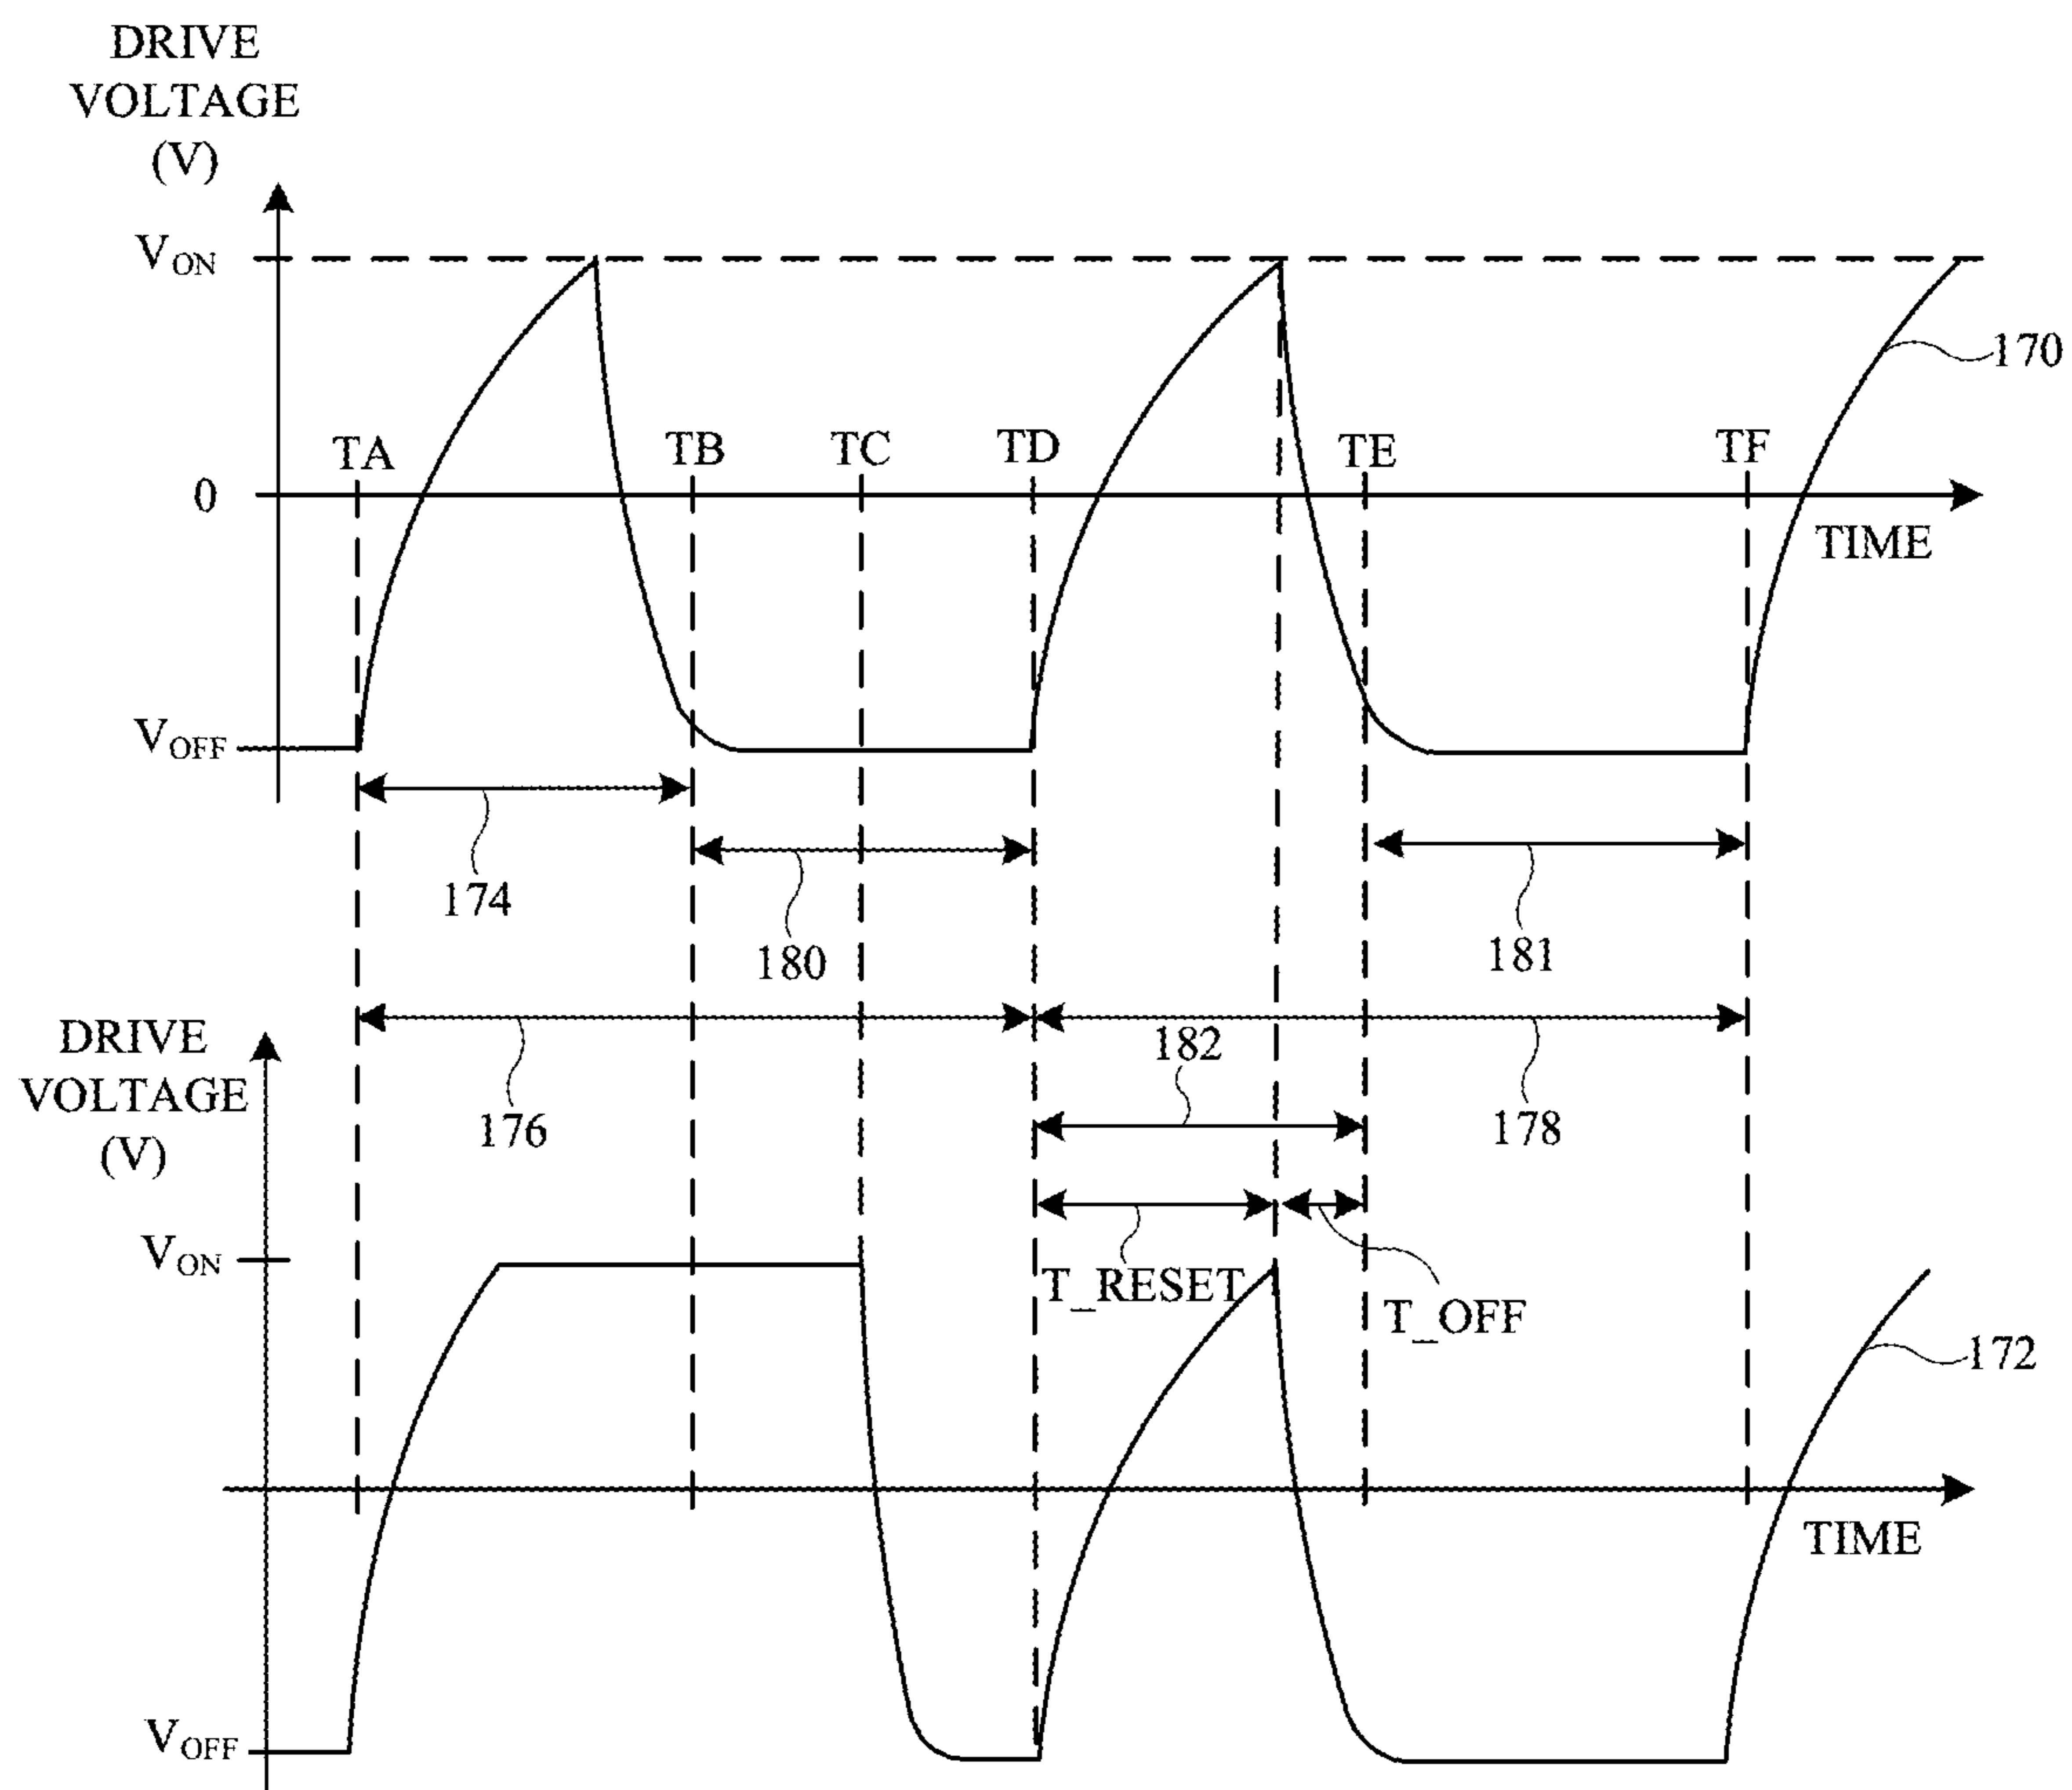 DRIVE
VOLTAGE
(V)
VON
170
TA
TB
TC
TD
TE
TF
0
TIME
VOFF
174
180
181
DRIVE
VOLTAGE
(V)
182
176
178
VON
T_RESET
T_OFF
172
TIME
VOFF